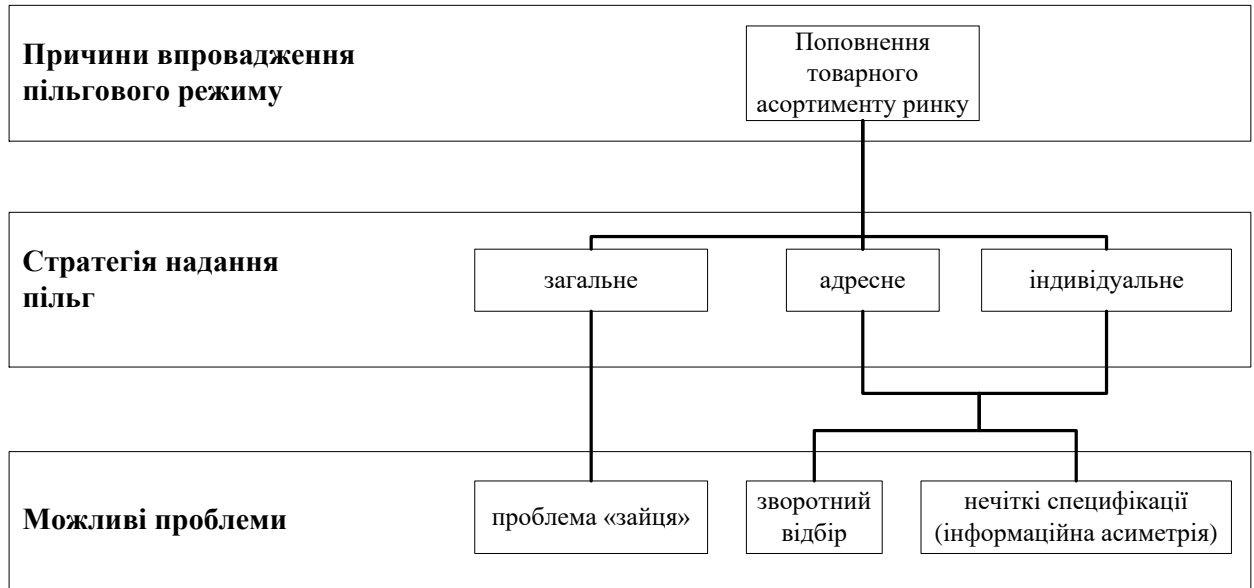 Причини впровадження
пільгового режиму
Поповнення
товарного
асортименту ринку
Стратегія надання
пільг
загальне
адресне
індивідуальне
Можливі проблеми
проблема «зайця»
зворотний
відбір
нечіткі специфікації
(інформаційна асиметрія)